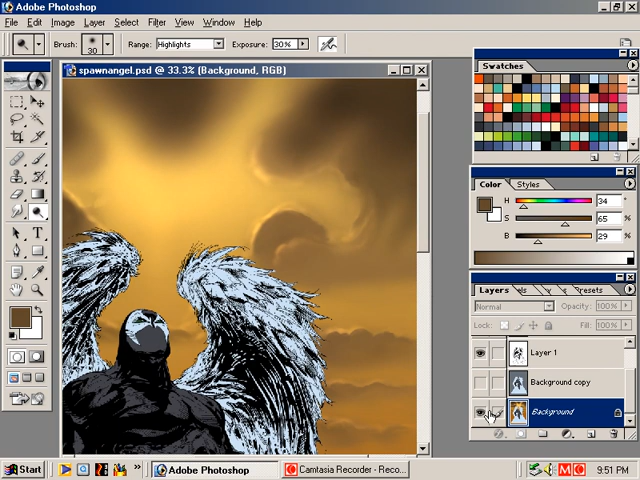 Adobe Photoshop
File Edit Image Layer Select Filter View Window Help
Brush: 30 Range: Highlights Exposure: 30%
spawnangel.psd @ 33.3% (Background, RGB)
Swatches
Color Styles
H 34 °
S 65 %
B 29 %
Layers els y s resets
Normal Opacity: 100%
Lock: Fill: 100%
Layer 1
Background copy
Background
T
Start Adobe Photoshop Camtasia Recorder - Reco... 9:51 PM